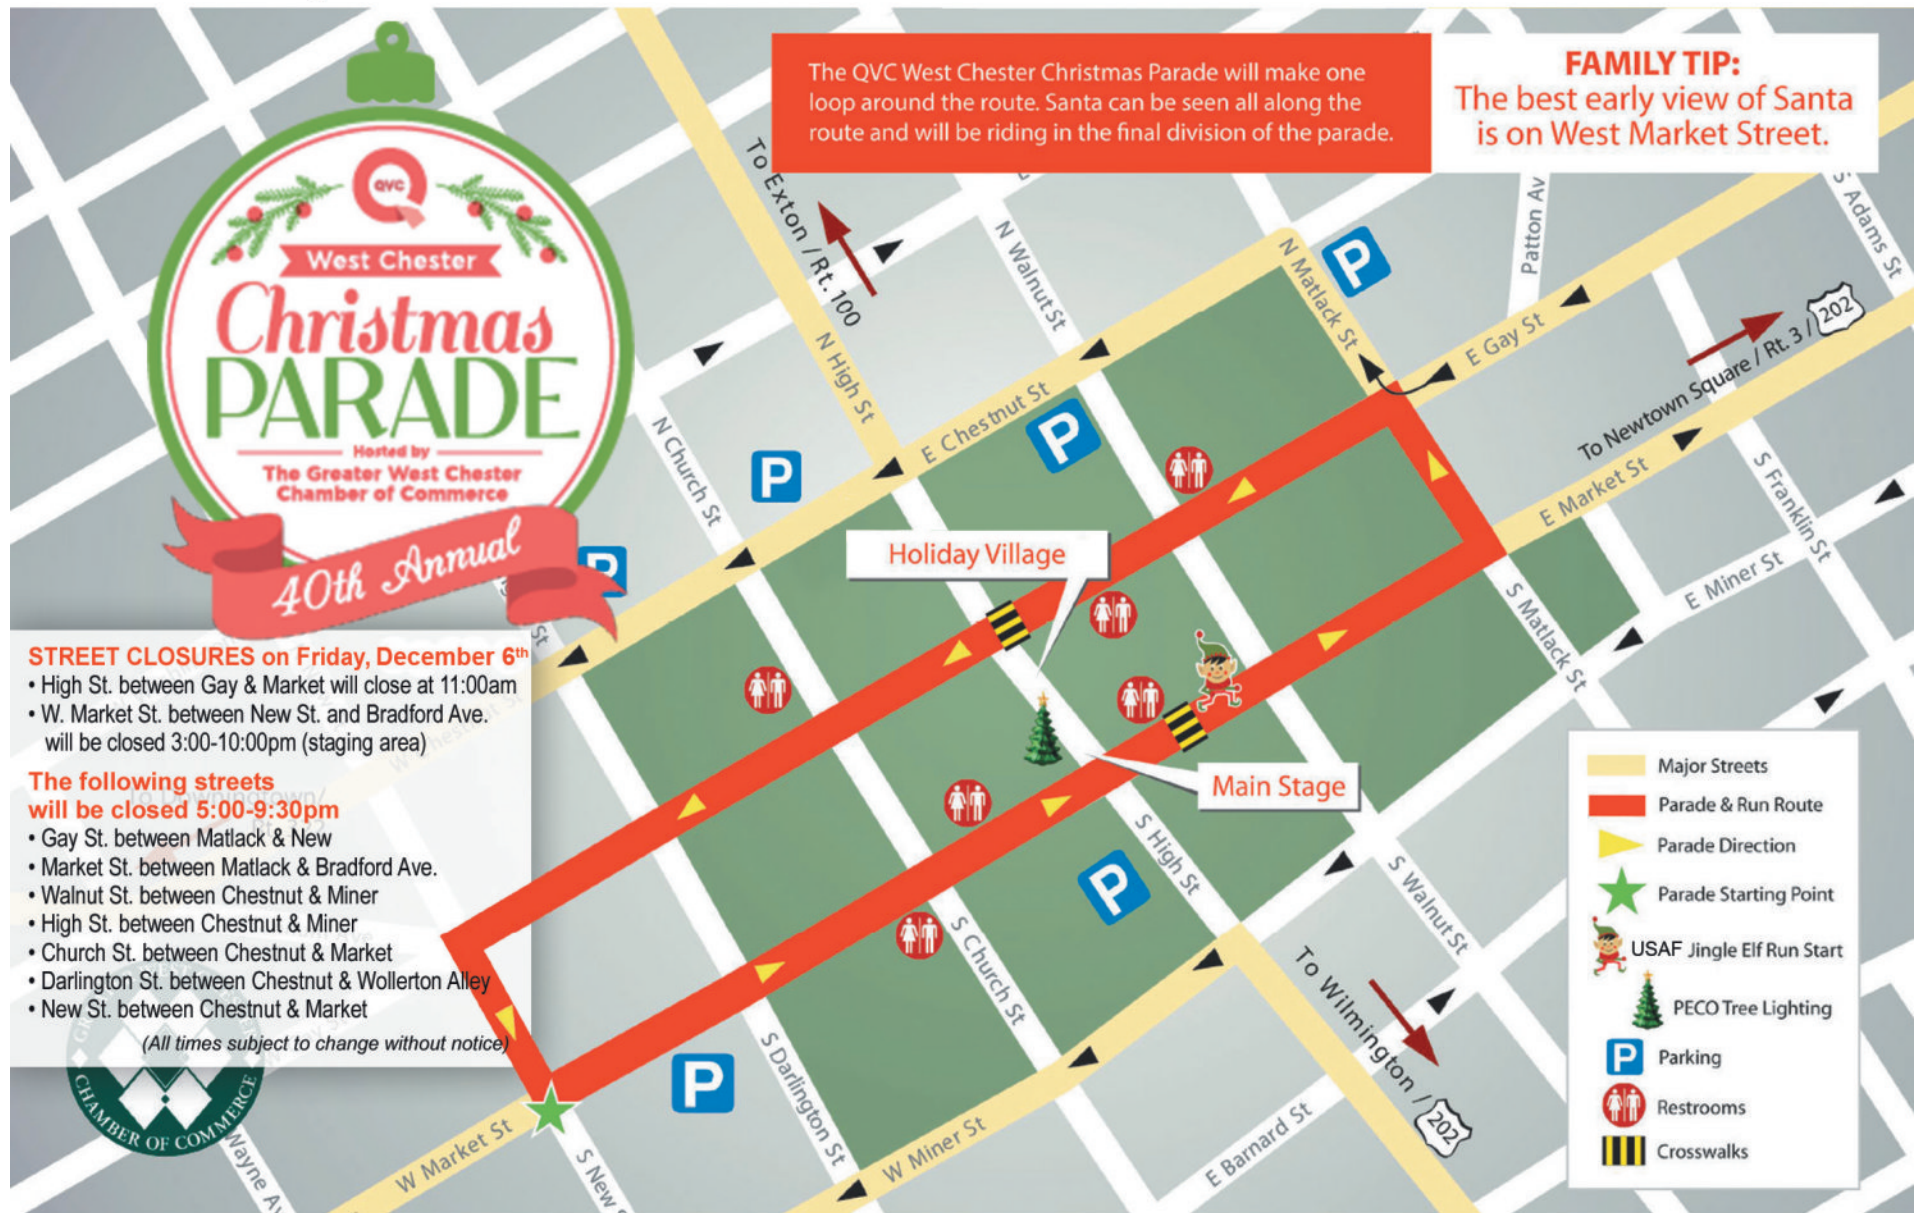 QVC
West Chester
Christmas
PARADE
Hosted by
The Greater West Chester
Chamber of Commerce
40th Annual
The QVC West Chester Christmas Parade will make one
loop around the route. Santa can be seen all along the
route and will be riding in the final division of the parade.
FAMILY TIP:
The best early view of Santa
is on West Market Street.
STREET CLOSURES on Friday, December 6th
• High St. between Gay & Market will close at 11:00am
• W. Market St. between New St. and Bradford Ave.
will be closed 3:00-10:00pm (staging area)
The following streets
will be closed 5:00-9:30pm
• Gay St. between Matlack & New
• Market St. between Matlack & Bradford Ave.
• Walnut St. between Chestnut & Miner
• High St. between Chestnut & Miner
• Church St. between Chestnut & Market
• Darlington St. between Chestnut & Wollerton Alley
• New St. between Chestnut & Market
(All times subject to change without notice)
CHAMBER OF COMMERCE
To Exton / Rt. 100
N Walnut St
N Matlack St
P
Patton Av
S Adams St
N High St
E Gay St
To Newtown Square / Rt. 3 / 202
E Chestnut St
P
P
N Church St
E Market St
S Franklin St
Holiday Village
P
St
E Miner St
S Matlack St
Main Stage
S High St
P
S Walnut St
S Church St
To Wilmington / 202
P
S Darlington St
W Market St
W Miner St
E Barnard St
S New
Wayne Av
Major Streets
Parade & Run Route
Parade Direction
Parade Starting Point
USAF Jingle Elf Run Start
PECO Tree Lighting
P Parking
Restrooms
Crosswalks